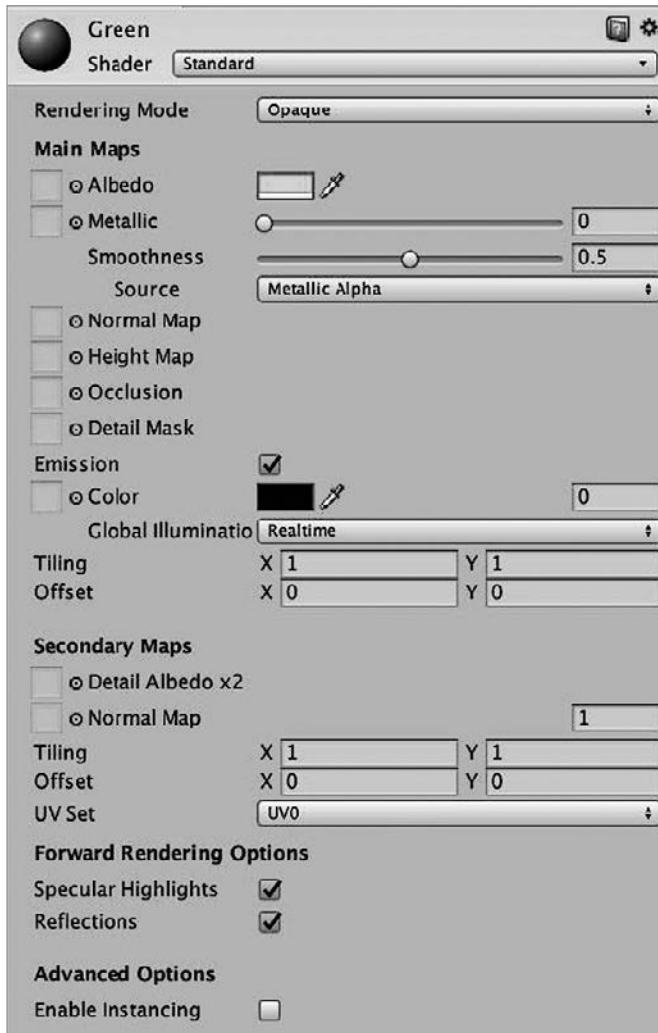 Green
Shader Standard
Rendering Mode Opaque
Main Maps
Albedo
Metallic 0
Smoothness 0.5
Source Metallic Alpha
Normal Map
Height Map
Occlusion
Detail Mask
Emission
Color 0
Global Illuminatio Realtime
Tiling X 1 Y 1
Offset X 0 Y 0
Secondary Maps
Detail Albedo x2
Normal Map 1
Tiling X 1 Y 1
Offset X 0 Y 0
UV Set UV0
Forward Rendering Options
Specular Highlights
Reflections
Advanced Options
Enable Instancing